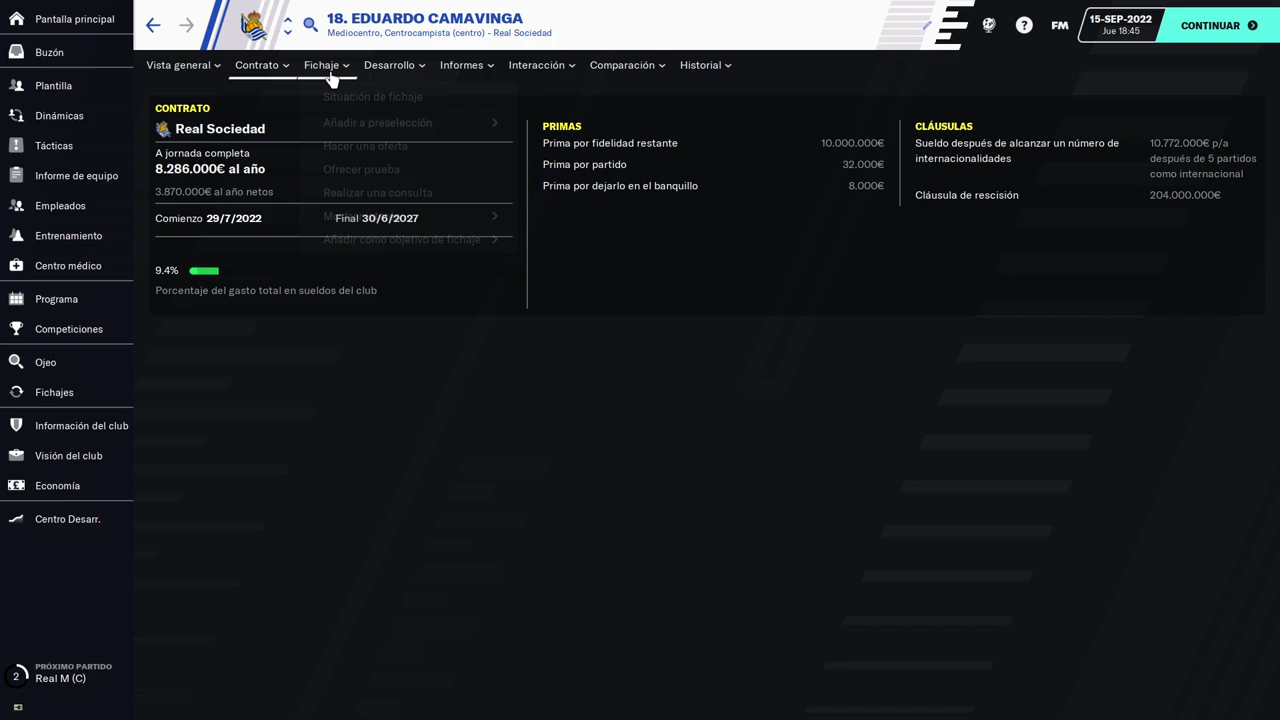 Pantalla principal
Buzón
Plantilla
Dinámicas
Tácticas
Informe de equipo
Empleados
Entrenamiento
Centro médico
Programa
Competiciones
Ojeo
Fichajes
Información del club
Visión del club
Economía
Centro Desarr.
PRÓXIMO PARTIDO
2 Real M (C)
18. EDUARDO CAMAVINGA
Mediocentro, Centrocampista (centro) - Real Sociedad
? FM
15-SEP-2022
Jue 18:45
CONTINUAR
Vista general Contrato Fichaje Desarrollo Informes Interacción Comparación Historial
Situación de fichaje
Añadir a preselección
Hacer una oferta
Ofrecer prueba
Realizar una consulta
Añadir como objetivo de fichaje
CONTRATO
Real Sociedad
A jornada completa
8.286.000€ al año
3.870.000€ al año netos
Comienzo 29/7/2022 Final 30/6/2027
9.4%
Porcentaje del gasto total en sueldos del club
PRIMAS
Prima por fidelidad restante 10.000.000€
Prima por partido 32.000€
Prima por dejarlo en el banquillo 8.000€
CLÁUSULAS
Sueldo después de alcanzar un número de 10.772.000€ p/a
internacionalidades después de 5 partidos
como internacional
Cláusula de rescisión 204.000.000€